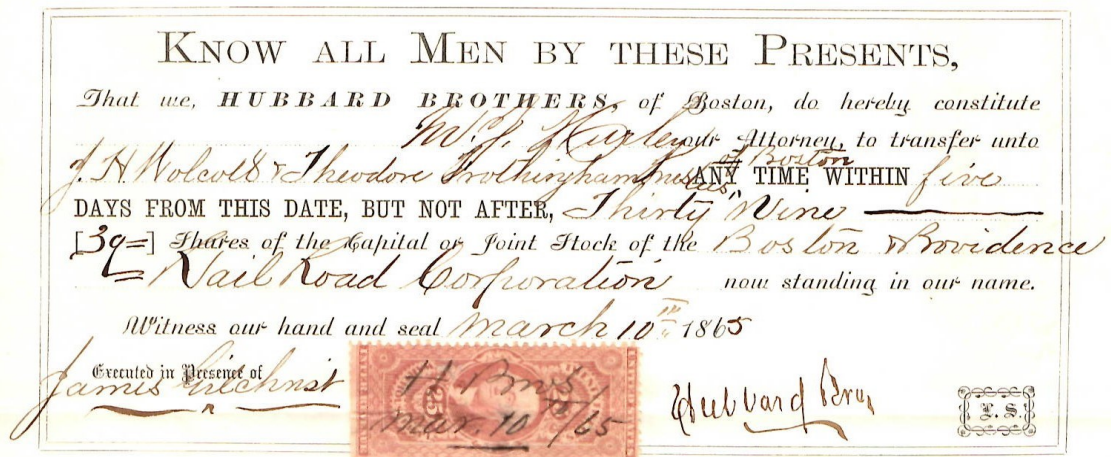 KNOW ALL MEN BY THESE PRESENTS,
That we, HUBBARD BROTHERS, of Boston, do hereby constitute
W. J. our Attorney, to transfer unto
J. H. Wolcott & Theodore Frothingham Trustees of Boston ANY TIME WITHIN five
DAYS FROM THIS DATE, BUT NOT AFTER, Thirty Nine
[39=] Shares of the Capital or Joint Stock of the Boston & Providence
Rail Road Corporation now standing in our name.
Witness our hand and seal March 10th 1865
Executed in Presence of
James Gilchrist
H Bros
Mar. 10/65
25
Hubbard Bros
L. S.